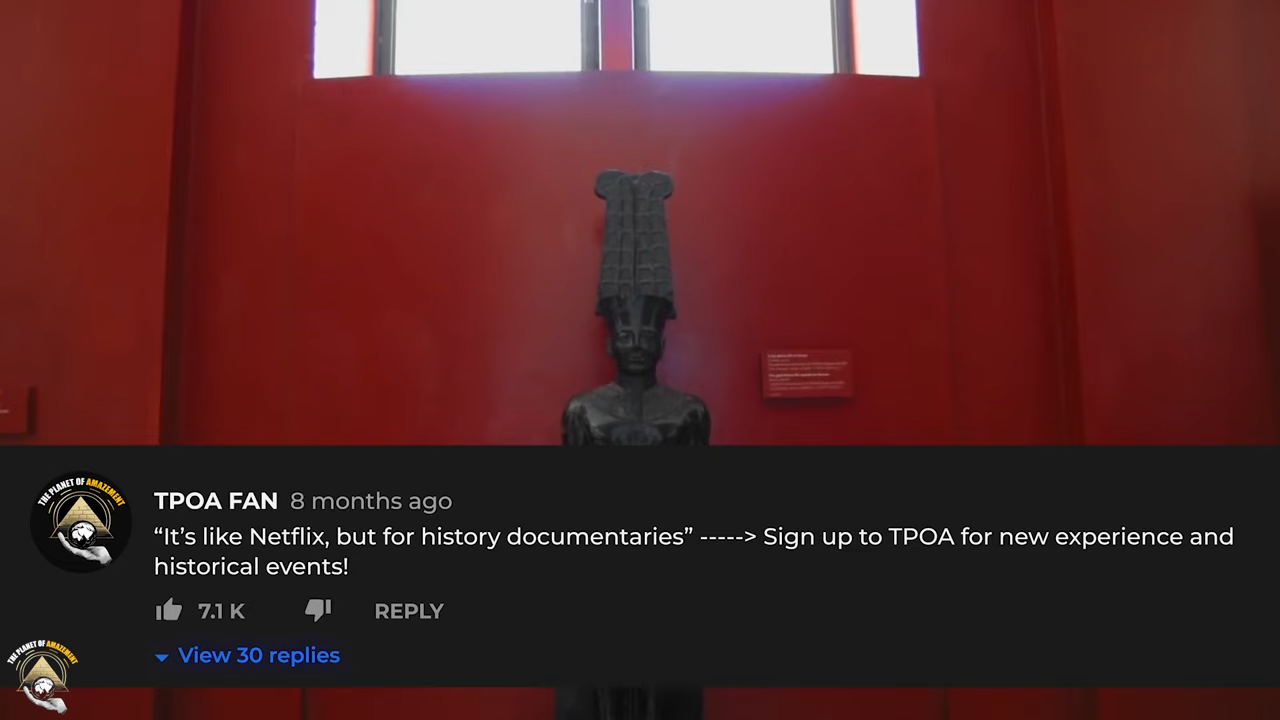 THE PLANET OF AMAZEMENT
TPOA FAN 8 months ago
“It’s like Netflix, but for history documentaries” -----> Sign up to TPOA for new experience and
historical events!
7.1 K REPLY
View 30 replies
THE PLANET OF AMAZEMENT